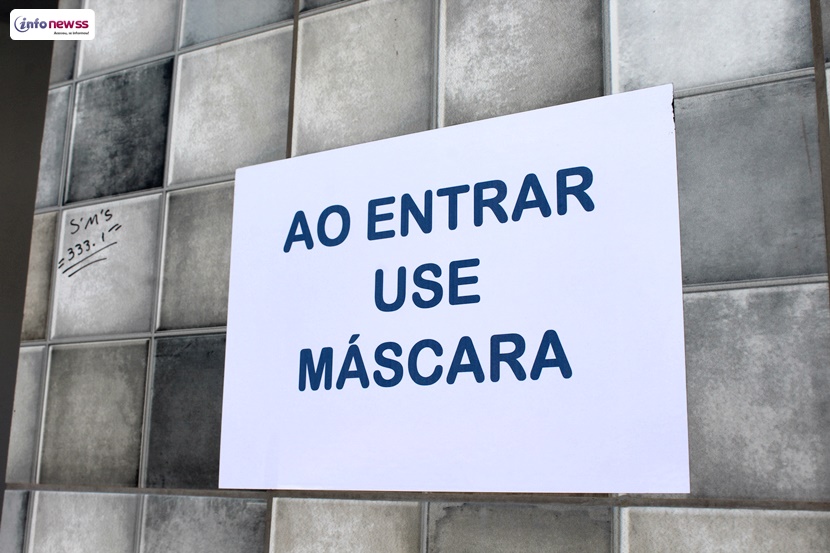 infonewss
S'M'S
=333.1=
AO ENTRAR
USE
MÁSCARA